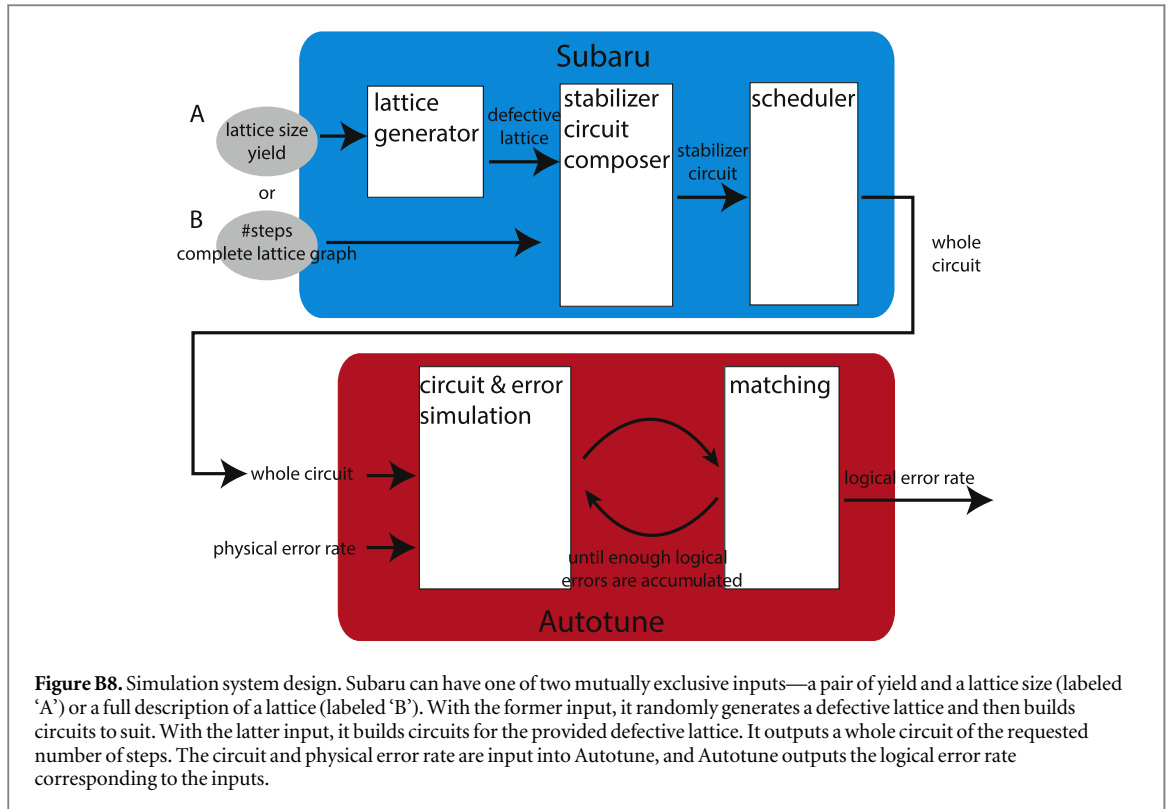 Subaru
A
lattice size
yield
or
B
#steps
complete lattice graph
lattice
generator
defective
lattice
stabilizer
circuit
composer
stabilizer
circuit
scheduler
whole
circuit
circuit & error
simulation
matching
whole circuit
physical error rate
until enough logical
errors are accumulated
logical error rate
Autotune
Figure B8. Simulation system design. Subaru can have one of two mutually exclusive inputs—a pair of yield and a lattice size (labeled
‘A’) or a full description of a lattice (labeled ‘B’). With the former input, it randomly generates a defective lattice and then builds
circuits to suit. With the latter input, it builds circuits for the provided defective lattice. It outputs a whole circuit of the requested
number of steps. The circuit and physical error rate are input into Autotune, and Autotune outputs the logical error rate
corresponding to the inputs.